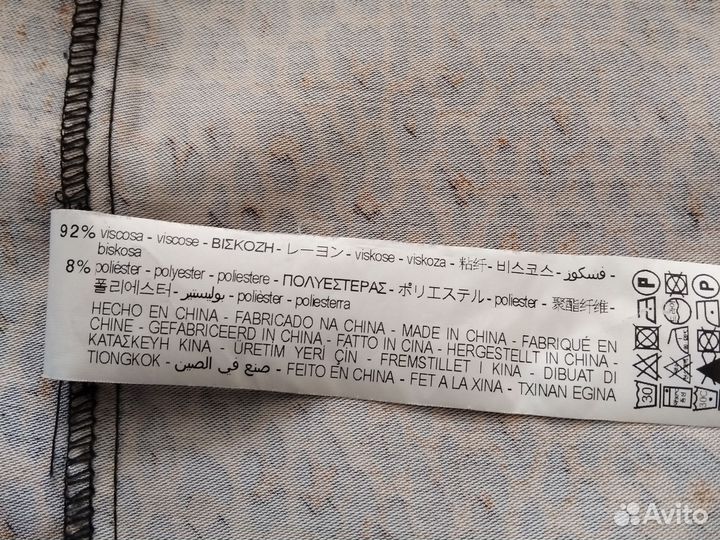 92% viscosa - viscose - ΒΙΣΚΟΖΗ - レーヨン - viskose - viskoza - 粘纤 - 비스코스 - فسكوز -
biskosa
8% poliéster - polyester - poliestere - ΠΟΛΥΕΣΤΕΡΑΣ - ポリエステル - poliester - 聚酯纤维 -
폴리에스터 - بوليستير - polièster - poliesterra
HECHO EN CHINA - FABRICADO NA CHINA - MADE IN CHINA - FABRIQUÉ EN
CHINE - GEFABRICEERD IN CHINA - FATTO IN CINA - HERGESTELLT IN CHINA -
ΚΑΤΑΣΚΕΥΗ ΚΙΝΑ - ÜRETIM YERİ ÇİN - FREMSTILLET I KINA - DIBUAT DI
TIONGKOK - صنع في الصين - FEITO EN CHINA - FET A LA XINA - TXINAN EGINA
P
P
30
Avito